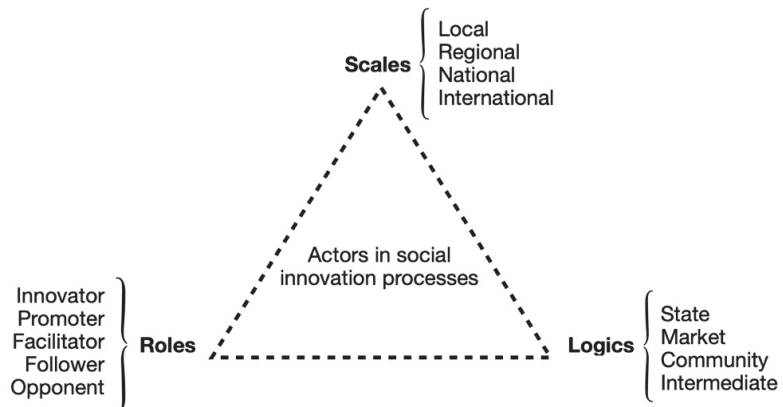 Scales
Local
Regional
National
International
Actors in social
innovation processes
Innovator
Promoter
Facilitator
Follower
Opponent
Roles
Logics
State
Market
Community
Intermediate